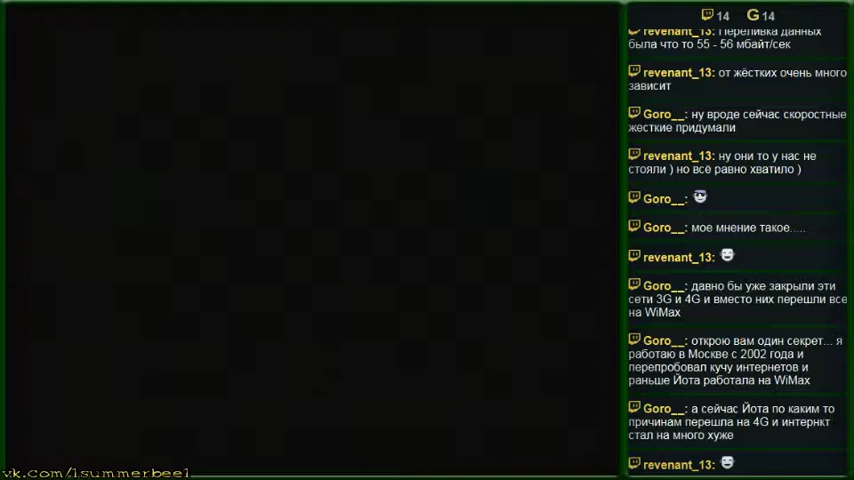 14 G 14
revenant_13: Переливка данных
была что то 55 - 56 мбайт/сек
revenant_13: от жёстких очень много
зависит
Goro__: ну вроде сейчас скоростные
жесткие придумали
revenant_13: ну они то у нас не
стояли ) но всё равно хватило )
Goro__:
Goro__: мое мнение такое.....
revenant_13:
Goro__: давно бы уже закрыли эти
сети 3G и 4G и вместо них перешли все
на WiMax
Goro__: открою вам один секрет... я
работаю в Москве с 2002 года и
перепробовал кучу интернетов и
раньше Йота работала на WiMax
Goro__: а сейчас Йота по каким то
причинам перешла на 4G и интернкт
стал на много хуже
revenant_13:
vk.com/1summerbee1